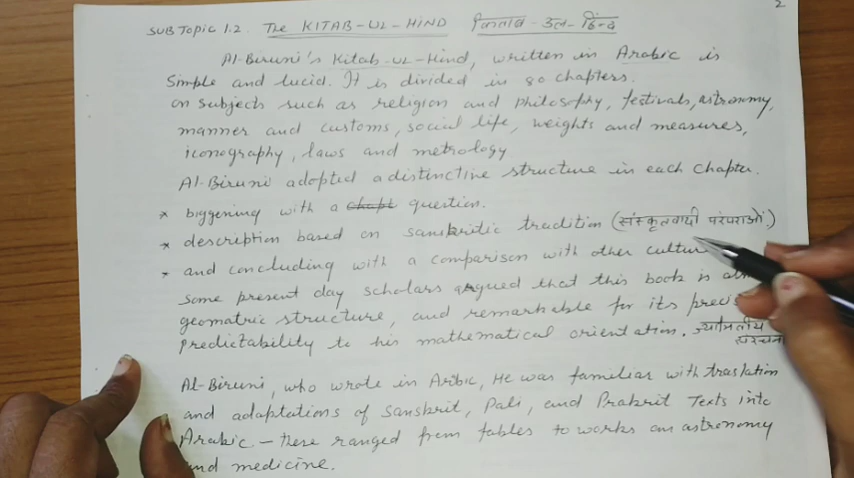 2
SUB TOPIC 1.2. The KITAB-UL-HIND किताब-उल-हिन्द
Al-Biruni's Kitab-UL-Hind, written in Arabic is
simple and lucid. It is divided in 80 chapters.
on subjects such as religion and philosophy, festivals, astronomy,
manner and customs, social life, weights and measures,
iconography, laws and metrology
Al-Biruni adopted a distinctive structure in each chapter.
* biggening with a chapt question.
* description based on sanskritic tradition (संस्कृतवादी परंपराओं)
* and concluding with a comparison with other
some present day scholars argued that this book is
geomatric structure, and remarkable for its
predictability to his mathematical orientation. ज्यामितीय
संरचना
Al-Biruni, who wrote in Arbic, He was familiar with traslation
and adaptations of Sanskrit, Pali, and Prakrit Texts into
Arabic - these ranged from fables to works on astronomy
and medicine.